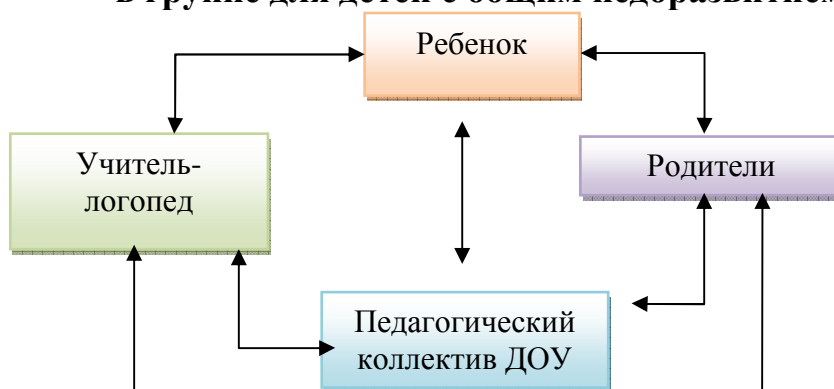 в группе для детей с общим недоразвитием
Ребенок
Учитель-
логопед
Родители
Педагогический
коллектив ДОУ